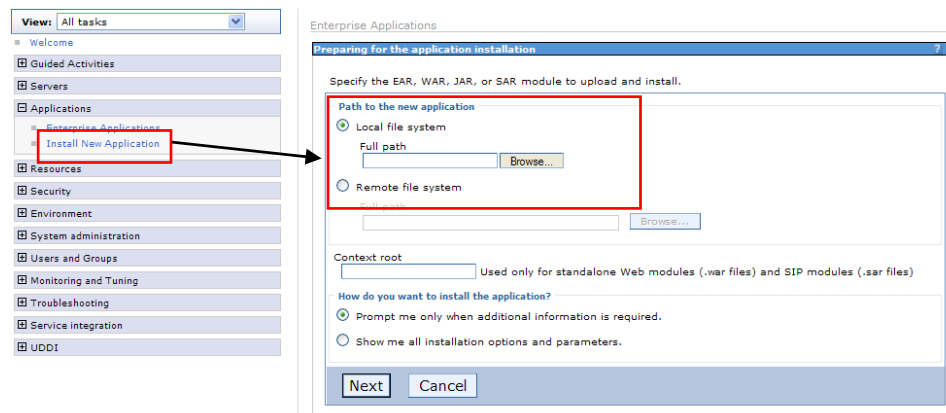 View: All tasks
Welcome
Guided Activities
Servers
Applications
Enterprise Applications
Install New Application
Resources
Security
Environment
System administration
Users and Groups
Monitoring and Tuning
Troubleshooting
Service integration
UDDI
Enterprise Applications
Preparing for the application installation ?
Specify the EAR, WAR, JAR, or SAR module to upload and install.
Path to the new application
Local file system
Full path
Browse...
Remote file system
Full path
Browse...
Context root
Used only for standalone Web modules (.war files) and SIP modules (.sar files)
How do you want to install the application?
Prompt me only when additional information is required.
Show me all installation options and parameters.
Next Cancel